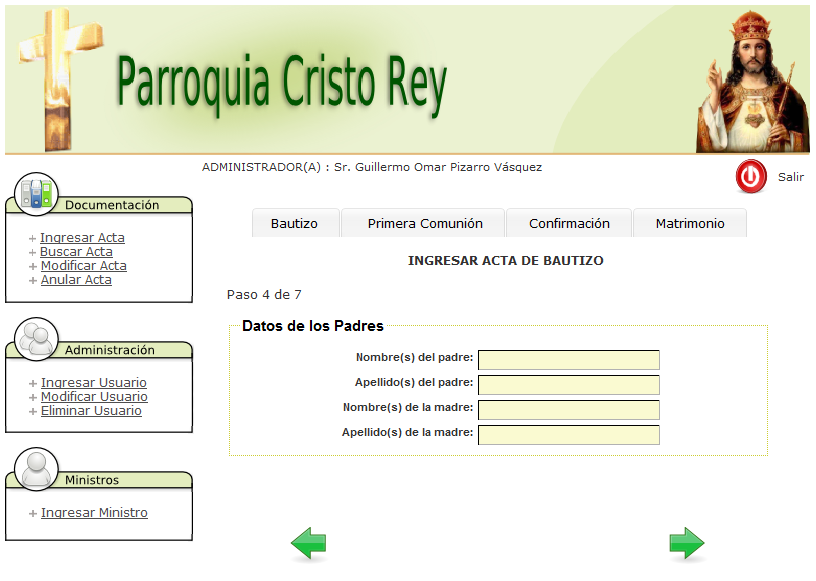 Parroquia Cristo Rey
ADMINISTRADOR(A) : Sr. Guillermo Omar Pizarro Vásquez
Salir
Documentación
Ingresar Acta
Buscar Acta
Modificar Acta
Anular Acta
Administración
Ingresar Usuario
Modificar Usuario
Eliminar Usuario
Ministros
Ingresar Ministro
Bautizo Primera Comunión Confirmación Matrimonio
INGRESAR ACTA DE BAUTIZO
Paso 4 de 7
Datos de los Padres
Nombre(s) del padre:
Apellido(s) del padre:
Nombre(s) de la madre:
Apellido(s) de la madre: